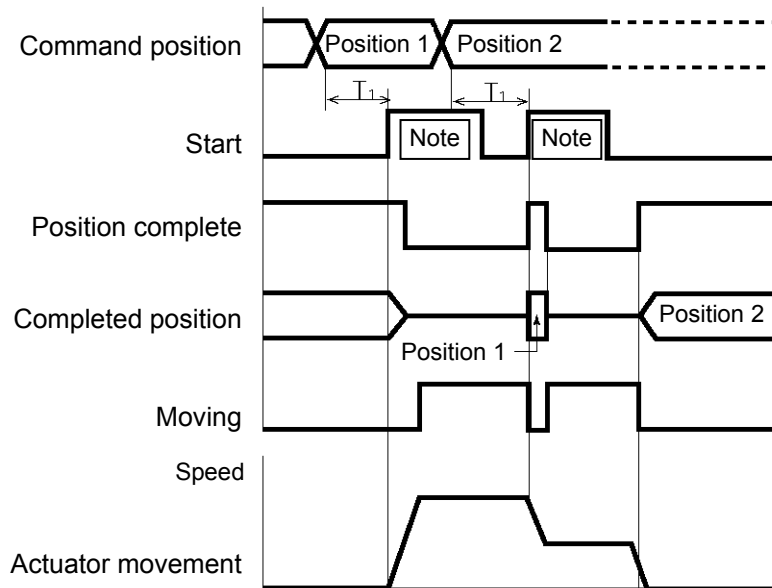 Command position
Position 1
Position 2
T₁
T₁
Start
Note
Note
Position complete
Completed position
Position 1
Position 2
Moving
Speed
Actuator movement